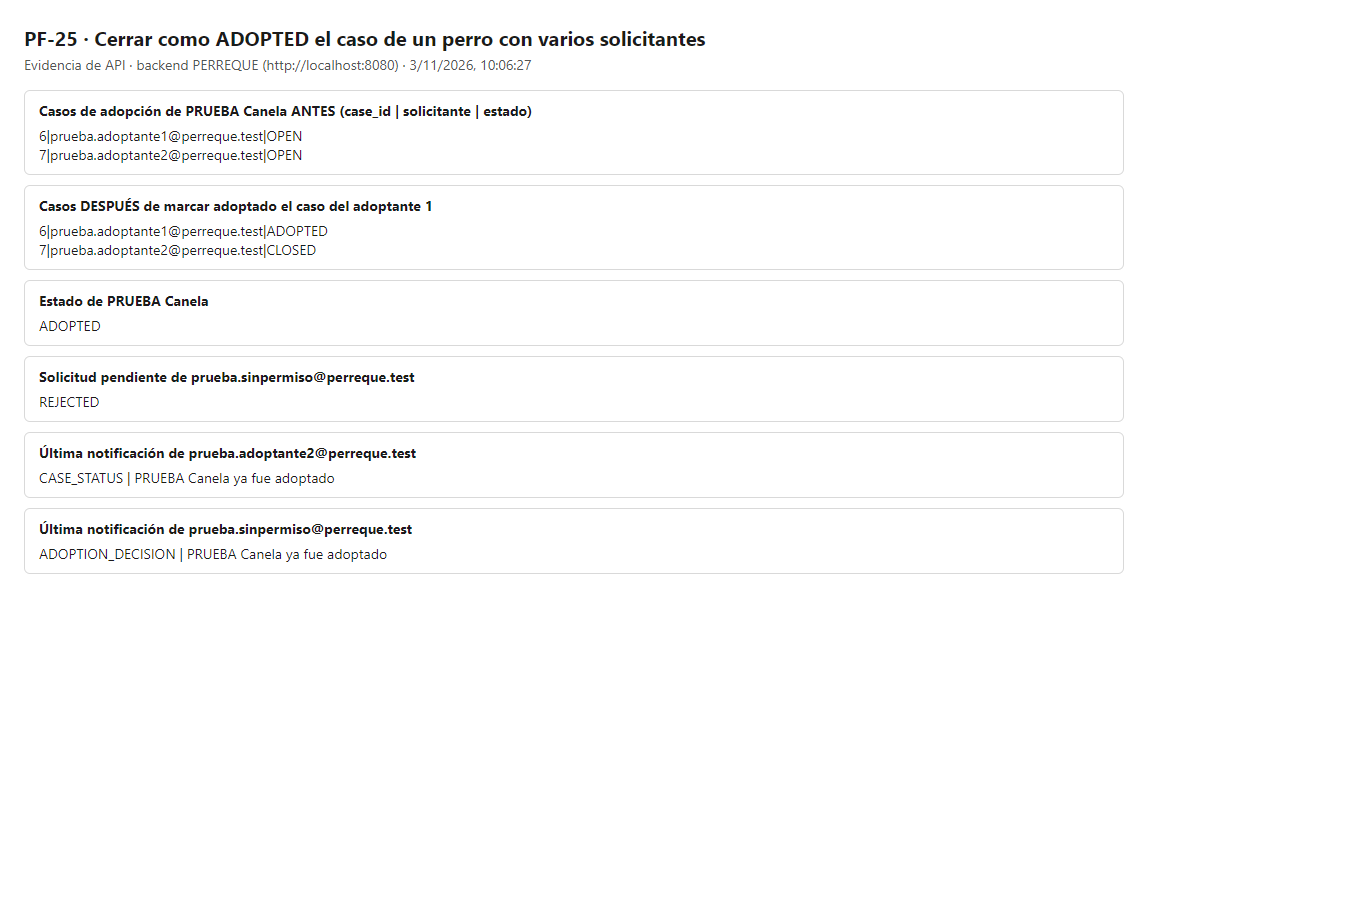 PF-25 · Cerrar como ADOPTED el caso de un perro con varios solicitantes
Evidencia de API · backend PERREQUE (http://localhost:8080) · 3/11/2026, 10:06:27
Casos de adopción de PRUEBA Canela ANTES (case_id | solicitante | estado)
6|prueba.adoptante1@perreque.test|OPEN
7|prueba.adoptante2@perreque.test|OPEN
Casos DESPUÉS de marcar adoptado el caso del adoptante 1
6|prueba.adoptante1@perreque.test|ADOPTED
7|prueba.adoptante2@perreque.test|CLOSED
Estado de PRUEBA Canela
ADOPTED
Solicitud pendiente de prueba.sinpermiso@perreque.test
REJECTED
Última notificación de prueba.adoptante2@perreque.test
CASE_STATUS | PRUEBA Canela ya fue adoptado
Última notificación de prueba.sinpermiso@perreque.test
ADOPTION_DECISION | PRUEBA Canela ya fue adoptado